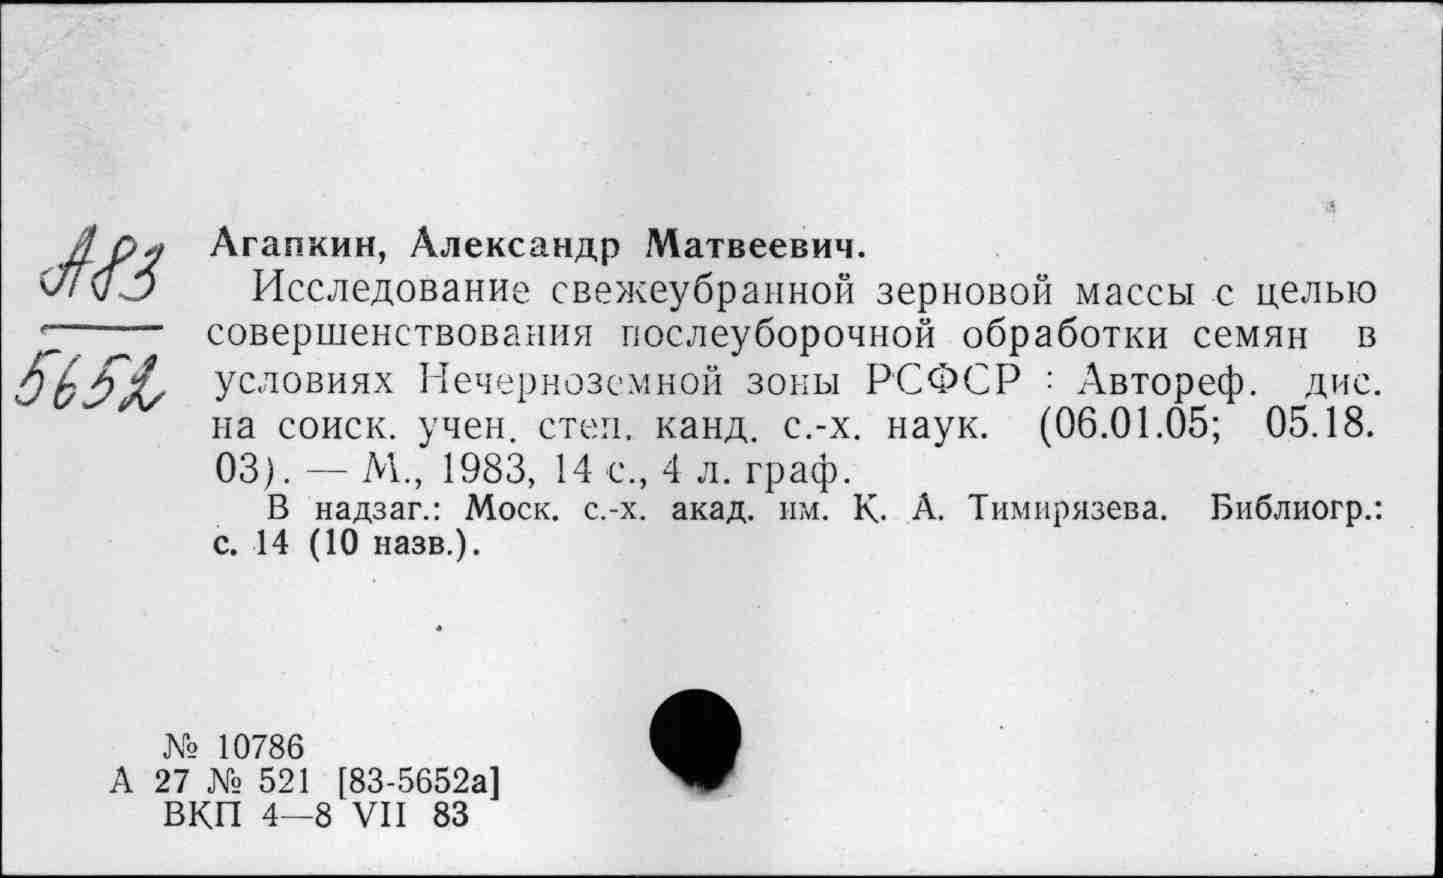 А83
5652
Агапкин, Александр Матвеевич.
Исследование свежеубранной зерновой массы с целью
совершенствования послеуборочной обработки семян в
условиях Нечерноземной зоны РСФСР : Автореф. дис.
на соиск. учен. степ. канд. с.-х. наук. (06.01.05; 05.18.
03). — М., 1983, 14 с., 4 л. граф.
В надзаг.: Моск. с.-х. акад. им. К. А. Тимирязева. Библиогр.:
с. 14 (10 назв.).
№ 10786
А 27 № 521 [83-5652а]
ВКП 4—8 VII 83